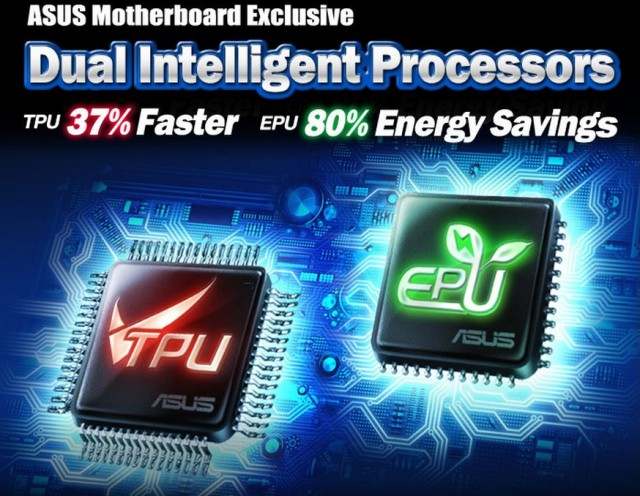 ASUS Motherboard Exclusive
Dual Intelligent Processors
TPU 37% Faster EPU 80% Energy Savings
EPU
ASUS
TPU
ASUS